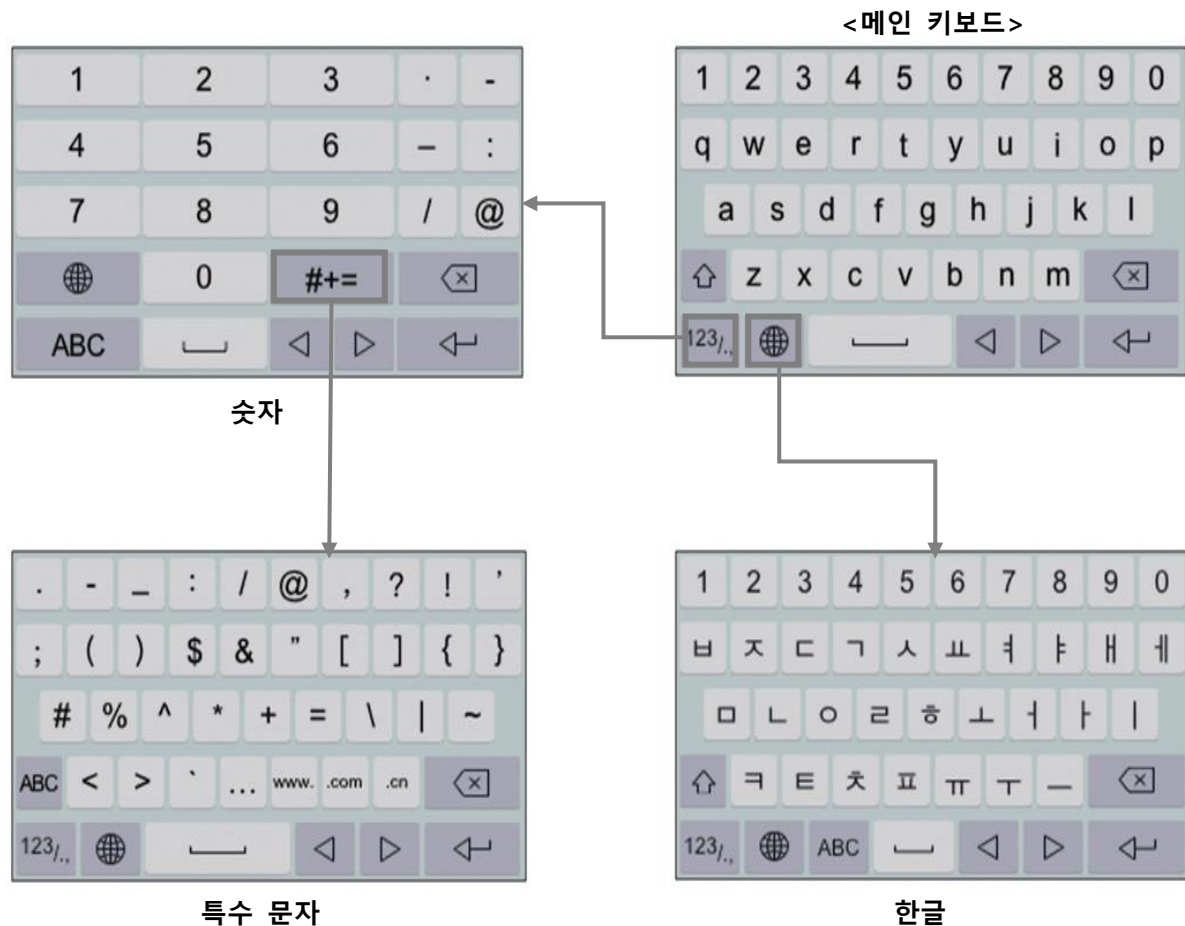 <메인 키보드>
1 2 3 · -
4 5 6 – :
7 8 9 / @
0 #+=
ABC
숫자
1 2 3 4 5 6 7 8 9 0
q w e r t y u i o p
a s d f g h j k l
z x c v b n m
123/.,
. - _ : / @ , ? ! ’
; ( ) $ & ” [ ] { }
# % ^ * + = \ | ~
ABC < > ` ... www. .com .cn
123/.,
특수 문자
1 2 3 4 5 6 7 8 9 0
ㅂ ㅈ ㄷ ㄱ ㅅ ㅛ ㅕ ㅑ ㅐ ㅔ
ㅁ ㄴ ㅇ ㄹ ㅎ ㅗ ㅓ ㅏ ㅣ
ㅋ ㅌ ㅊ ㅍ ㅠ ㅜ ㅡ
123/., ABC
한글